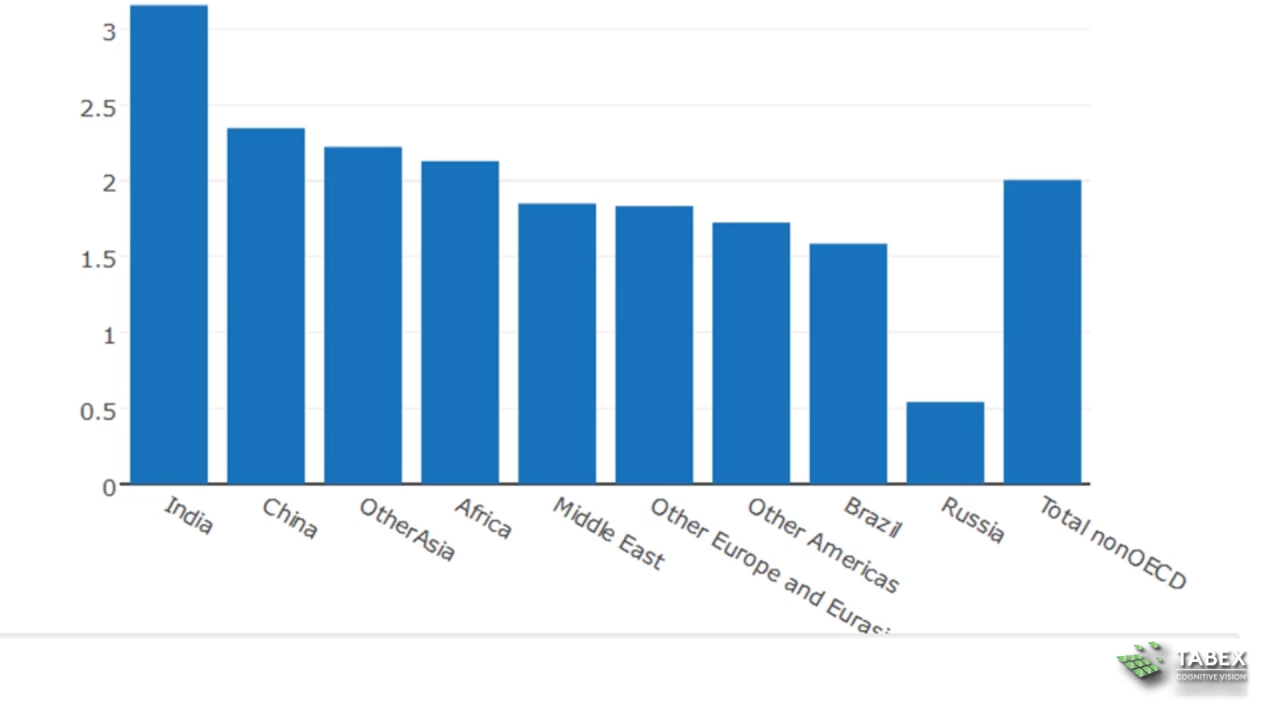 3
2.5
2
1.5
1
0.5
0
India
China
OtherAsia
Africa
Middle East
Other Europe and Eurasi
Other Americas
Brazil
Russia
Total nonOECD
TABEX
COGNITIVE VISION